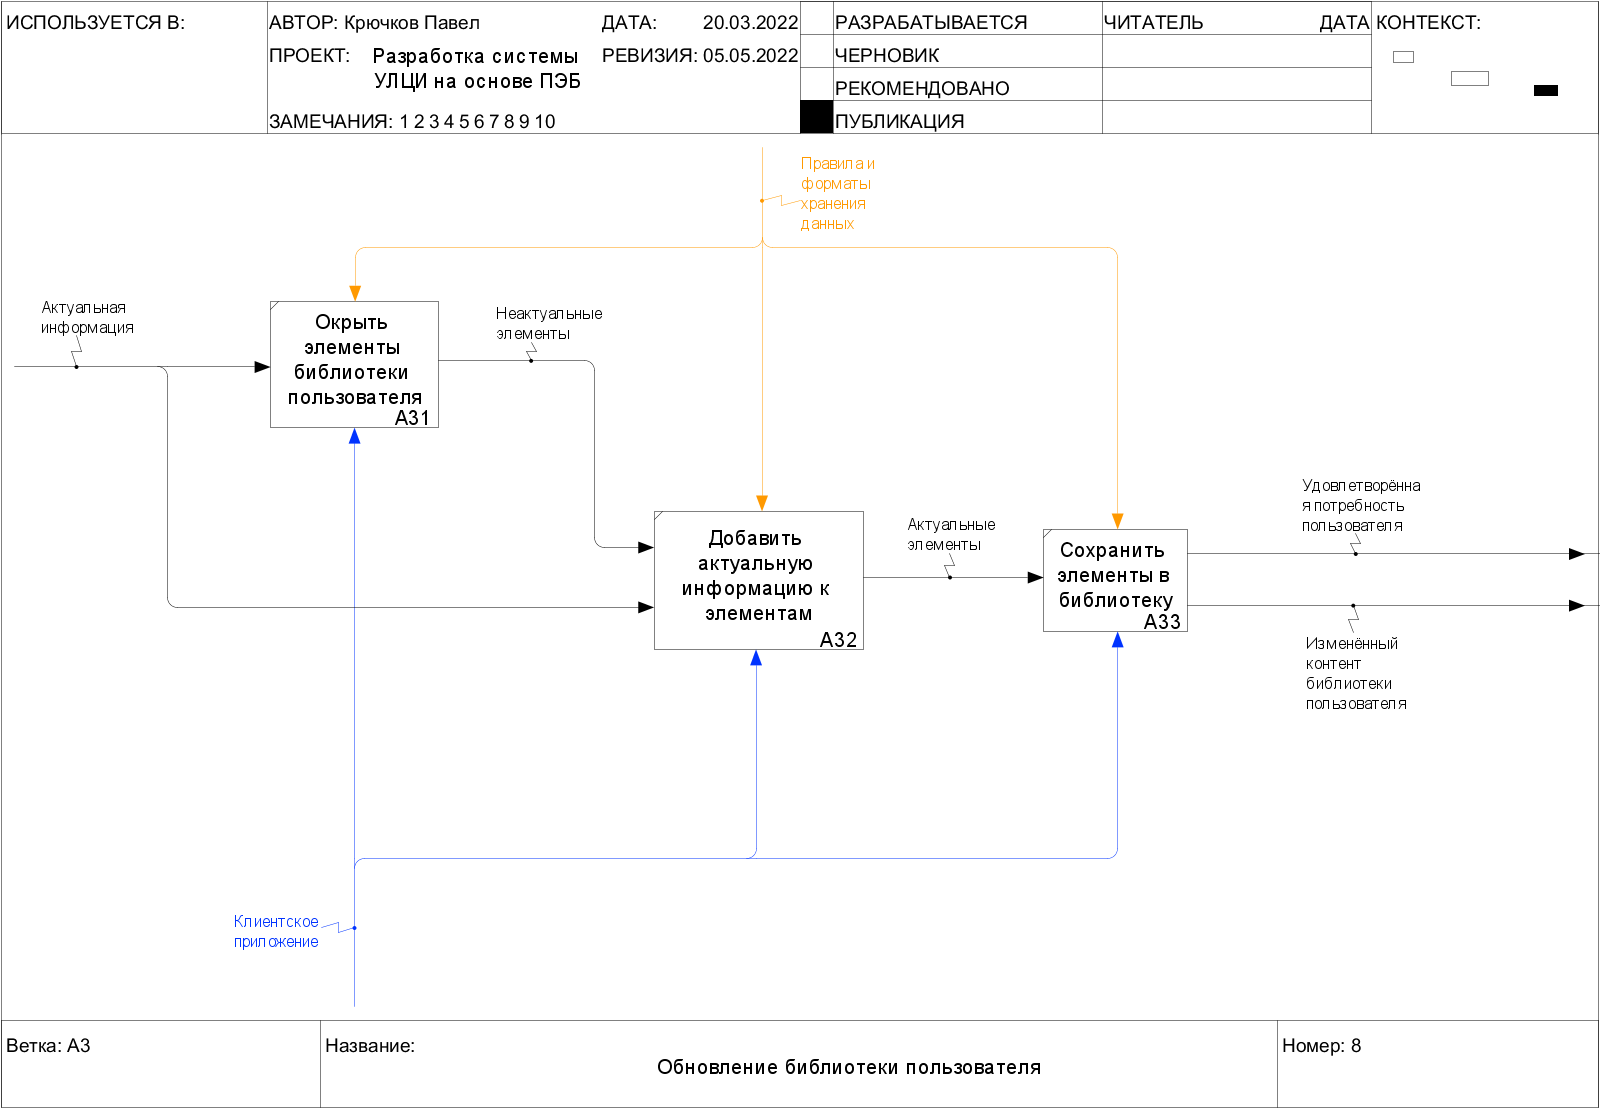 ИСПОЛЬЗУЕТСЯ В:
АВТОР: Крючков Павел
ДАТА: 20.03.2022
ПРОЕКТ: Разработка системы
УЛЦИ на основе ПЭБ
РЕВИЗИЯ: 05.05.2022
ЗАМЕЧАНИЯ: 1 2 3 4 5 6 7 8 9 10
РАЗРАБАТЫВАЕТСЯ
ЧЕРНОВИК
РЕКОМЕНДОВАНО
ПУБЛИКАЦИЯ
ЧИТАТЕЛЬ
ДАТА
КОНТЕКСТ:
Правила и
форматы
хранения
данных
Актуальная
информация
Окрыть
элементы
библиотеки
пользователя
A31
Неактуальные
элементы
Добавить
актуальную
информацию к
элементам
A32
Актуальные
элементы
Сохранить
элементы в
библиотеку
A33
Удовлетворённа
я потребность
пользователя
Изменённый
контент
библиотеки
пользователя
Клиентское
приложение
Ветка: A3
Название:
Обновление библиотеки пользователя
Номер: 8